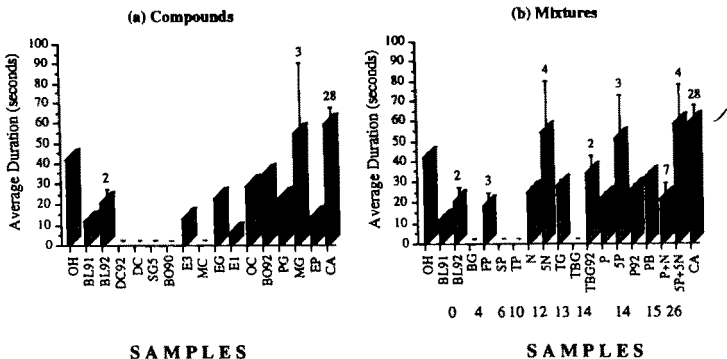 (a) Compounds
Average Duration (seconds)
100
90
80
70
60
50
40
30
20
10
0
2
3
28
OH
BL91
BL92
DC92
DC
SG5
BO90
E3
MC
EG
E1
OC
BO92
PG
MG
EP
CA
SAMPLES
(b) Mixtures
Average Duration (seconds)
100
90
80
70
60
50
40
30
20
10
0
2
3
4
2
3
7
4
28
OH
BL91
BL92
BG
FP
SP
TP
N
5N
TG
TBG
TBG92
P
5P
P92
PB
P+N
5P+5N
CA
0 4 6 10 12 13 14 14 15 26
SAMPLES